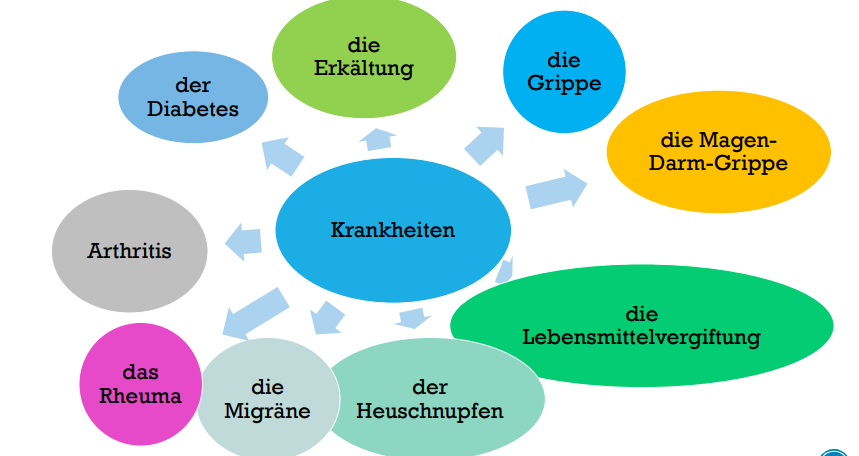 die
Erkältung
die
Grippe
der
Diabetes
die Magen-
Darm-Grippe
Krankheiten
Arthritis
die
Lebensmittelvergiftung
das
Rheuma
die
Migräne
der
Heuschnupfen